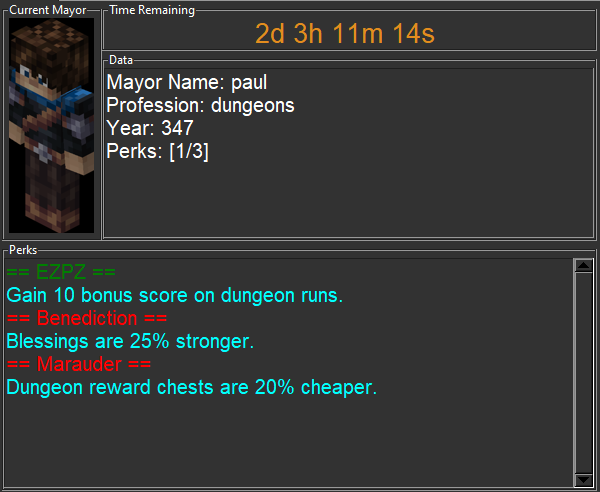 Current Mayor
Time Remaining
2d 3h 11m 14s
Data
Mayor Name: paul
Profession: dungeons
Year: 347
Perks: [1/3]
Perks
== EZPZ ==
Gain 10 bonus score on dungeon runs.
== Benediction ==
Blessings are 25% stronger.
== Marauder ==
Dungeon reward chests are 20% cheaper.